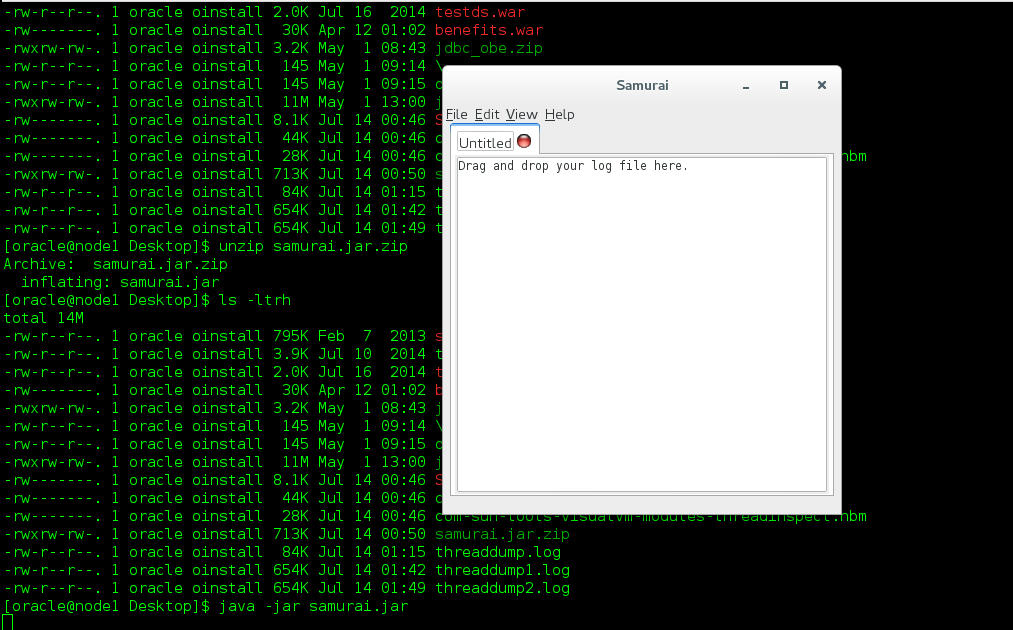 -rw-r--r--. 1 oracle oinstall 2.0K Jul 16  2014 testds.war
-rw-------. 1 oracle oinstall  30K Apr 12 01:02 benefits.war
-rwxrw-rw-. 1 oracle oinstall 3.2K May  1 08:43 jdbc_obe.zip
-rw-r--r--. 1 oracle oinstall  145 May  1 09:14 \
-rw-r--r--. 1 oracle oinstall  145 May  1 09:15
-rwxrw-rw-. 1 oracle oinstall  11M May  1 13:00 j
-rw-r--r--. 1 oracle oinstall 8.1K Jul 14 00:46 S
-rw-------. 1 oracle oinstall  44K Jul 14 00:46
-rw-------. 1 oracle oinstall  28K Jul 14 00:46 .nbm
-rwxrw-rw-. 1 oracle oinstall 713K Jul 14 00:50 s
-rw-r--r--. 1 oracle oinstall  84K Jul 14 01:15 t
-rw-r--r--. 1 oracle oinstall 654K Jul 14 01:42 t
-rw-r--r--. 1 oracle oinstall 654K Jul 14 01:49 t
[oracle@node1 Desktop]$ unzip samurai.jar.zip
Archive:  samurai.jar.zip
  inflating: samurai.jar
[oracle@node1 Desktop]$ ls -ltrh
total 14M
-rw-r--r--. 1 oracle oinstall 795K Feb  7  2013 s
-rw-r--r--. 1 oracle oinstall 3.9K Jul 10  2014 t
-rw-r--r--. 1 oracle oinstall 2.0K Jul 16  2014 t
-rw-------. 1 oracle oinstall  30K Apr 12 01:02 b
-rwxrw-rw-. 1 oracle oinstall 3.2K May  1 08:43 j
-rw-r--r--. 1 oracle oinstall  145 May  1 09:14 \
-rw-r--r--. 1 oracle oinstall  145 May  1 09:15
-rwxrw-rw-. 1 oracle oinstall  11M May  1 13:00 j
-rw-r--r--. 1 oracle oinstall 8.1K Jul 14 00:46 S
-rw-------. 1 oracle oinstall  44K Jul 14 00:46
-rw-------. 1 oracle oinstall  28K Jul 14 00:46 com-sun-tools-visualvm-modules-threadinspect.nbm
-rwxrw-rw-. 1 oracle oinstall 713K Jul 14 00:50 samurai.jar.zip
-rw-r--r--. 1 oracle oinstall  84K Jul 14 01:15 threaddump.log
-rw-r--r--. 1 oracle oinstall 654K Jul 14 01:42 threaddump1.log
-rw-r--r--. 1 oracle oinstall 654K Jul 14 01:49 threaddump2.log
[oracle@node1 Desktop]$ java -jar samurai.jar
Samurai
File Edit View Help
Untitled
Drag and drop your log file here.